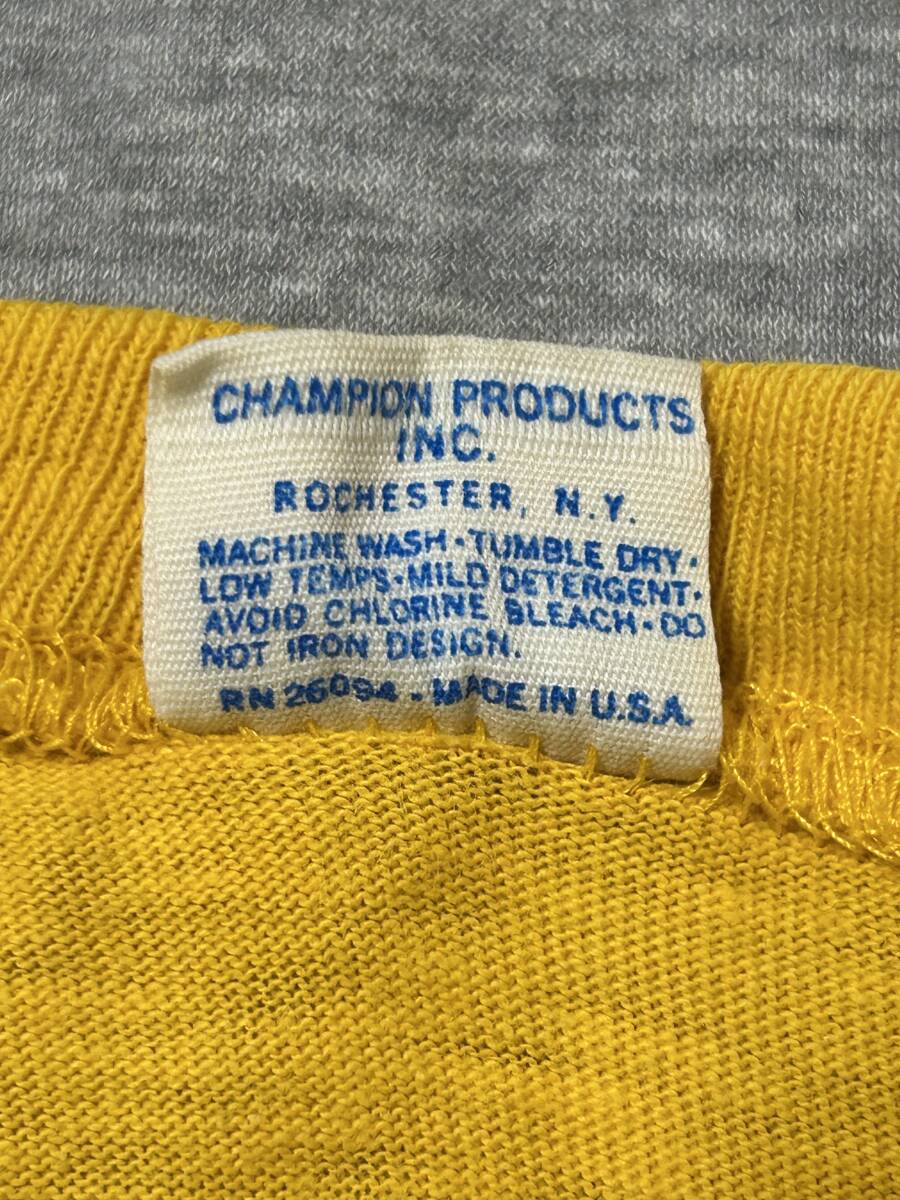 CHAMPION PRODUCTS
INC.
ROCHESTER, N.Y.
MACHINE WASH·TUMBLE DRY·
LOW TEMPS·MILD DETERGENT·
AVOID CHLORINE BLEACH·DO
NOT IRON DESIGN.
RN 26094 - MADE IN U.S.A.